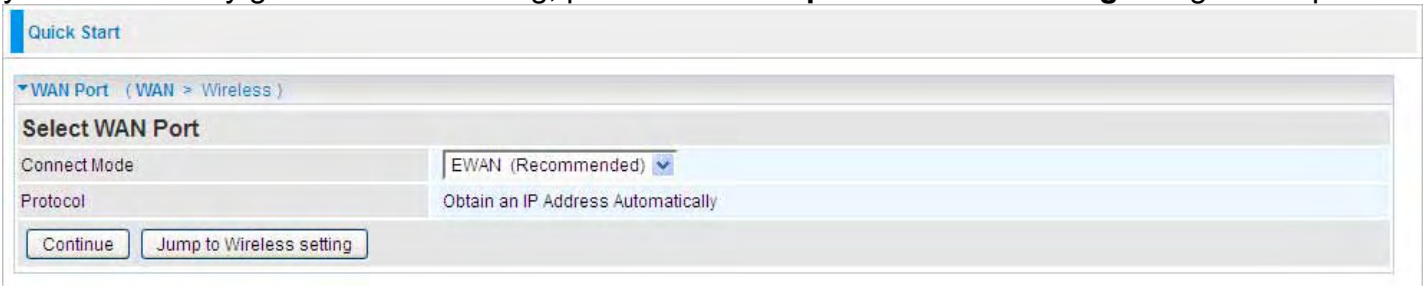 Quick Start
WAN Port ( WAN > Wireless )
Select WAN Port
Connect Mode EWAN (Recommended)
Protocol Obtain an IP Address Automatically
Continue Jump to Wireless setting